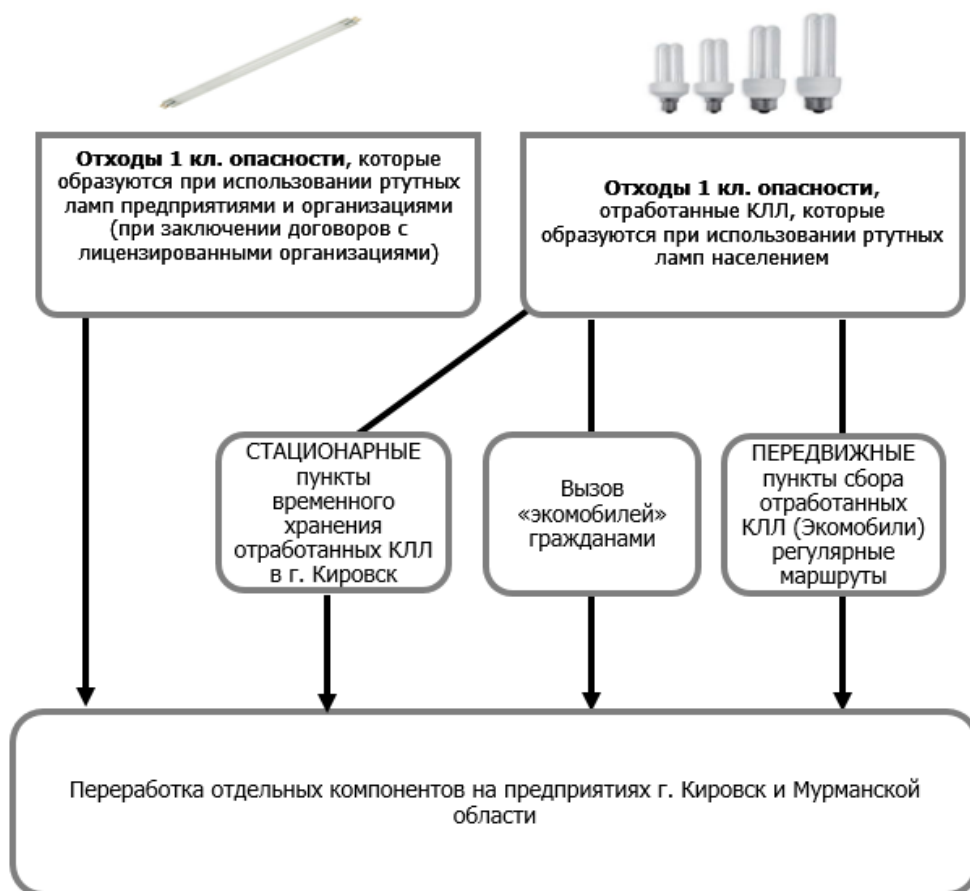 Отходы 1 кл. опасности, которые
образуются при использовании ртутных
ламп предприятиями и организациями
(при заключении договоров с
лицензированными организациями)
Отходы 1 кл. опасности,
отработанные КЛЛ, которые
образуются при использовании ртутных
ламп населением
СТАЦИОНАРНЫЕ
пункты
временного
хранения
отработанных КЛЛ
в г. Кировск
Вызов
«экомобилей»
гражданами
ПЕРЕДВИЖНЫЕ
пункты сбора
отработанных
КЛЛ (Экомобили)
регулярные
маршруты
Переработка отдельных компонентов на предприятиях г. Кировск и Мурманской
области